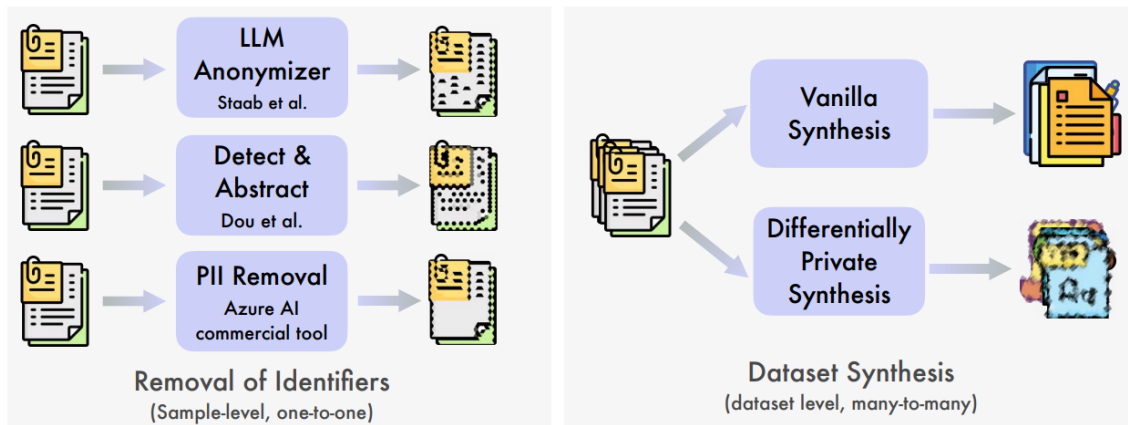 LLM
Anonymizer
Staab et al.
Detect &
Abstract
Dou et al.
PII Removal
Azure AI
commercial tool
Removal of Identifiers
(Sample-level, one-to-one)
Vanilla
Synthesis
Differentially
Private
Synthesis
Dataset Synthesis
(dataset level, many-to-many)